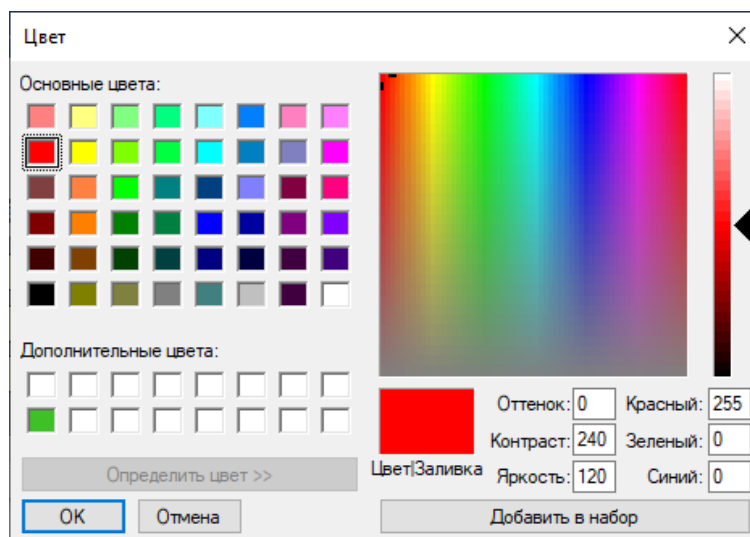 Цвет
Основные цвета:
Дополнительные цвета:
Определить цвет >>
OK
Отмена
Цвет|Заливка
Оттенок: 0
Красный: 255
Контраст: 240
Зеленый: 0
Яркость: 120
Синий: 0
Добавить в набор